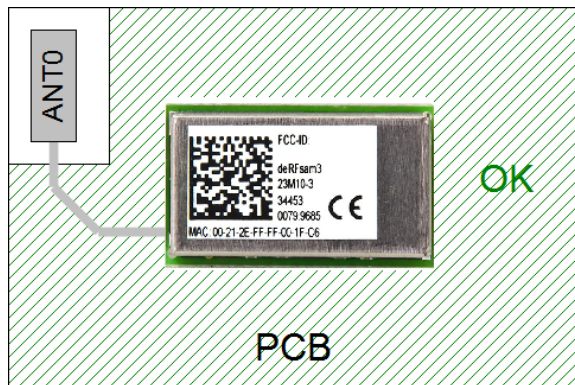 ANT0
FCC-ID:
deRFsam3
23M10-3
34453
0079.9685
CE
MAC: 00-21-2E-FF-FF-00-1F-C6
OK
PCB